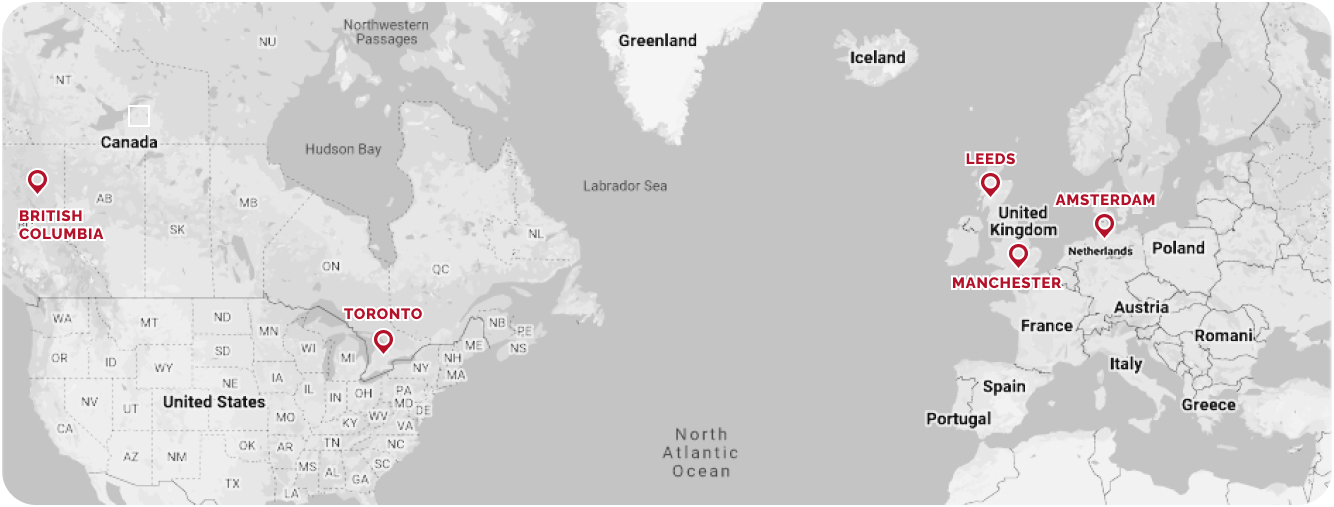 Northwestern
Passages
NU
NT
Greenland
Iceland
Canada
Hudson Bay
Labrador Sea
BRITISH
COLUMBIA
AB
SK
MB
ON
QC
NL
LEEDS
United
Kingdom
AMSTERDAM
Netherlands
Poland
MANCHESTER
TORONTO
WA
MT
ND
MN
OR
ID
WY
SD
WI
MI
NB
PE
NS
ME
NH
MA
NY
NE
IA
IL
IN
OH
PA
MD
DE
NV
UT
United States
MO
KY
WV
VA
CA
AZ
NM
OK
AR
TN
NC
SC
MS
AL
GA
TX
LA
North
Atlantic
Ocean
Austria
France
Romani
Italy
Spain
Portugal
Greece